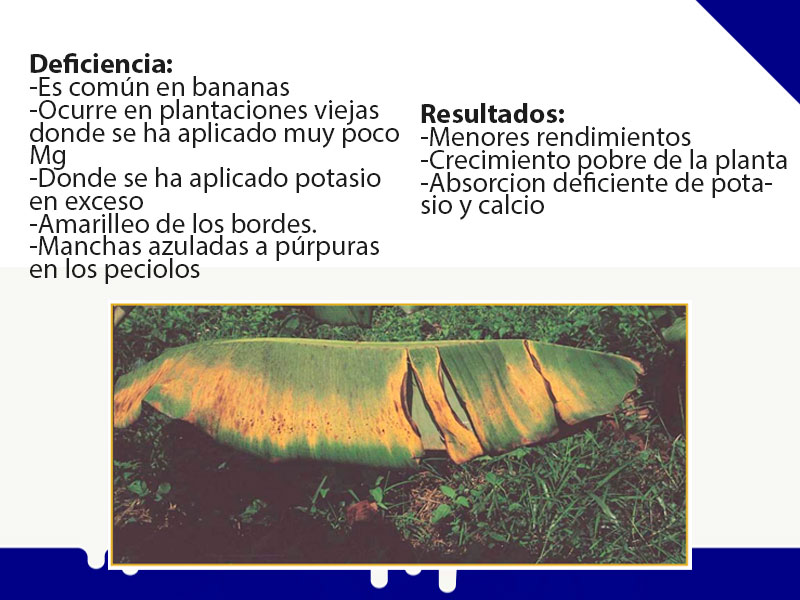 Deficiencia:
-Es común en bananas
-Ocurre en plantaciones viejas
donde se ha aplicado muy poco
Mg
-Donde se ha aplicado potasio
en exceso
-Amarilleo de los bordes.
-Manchas azuladas a púrpuras
en los peciolos
Resultados:
-Menores rendimientos
-Crecimiento pobre de la planta
-Absorcion deficiente de pota-
sio y calcio